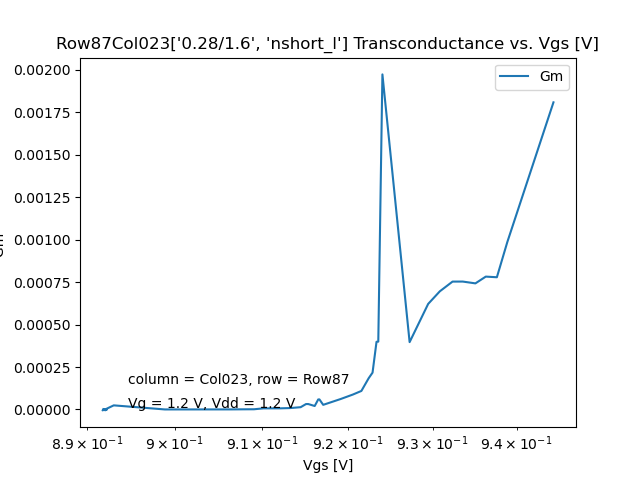 Row87Col023['0.28/1.6', 'nshort_l'] Transconductance vs. Vgs [V]
Gm
0.00200
0.00175
0.00150
0.00125
0.00100
0.00075
0.00050
0.00025
0.00000
Gm
column = Col023, row = Row87
Vg = 1.2 V, Vdd = 1.2 V
8.9 × 10⁻¹ 9 × 10⁻¹ 9.1 × 10⁻¹ 9.2 × 10⁻¹ 9.3 × 10⁻¹ 9.4 × 10⁻¹
Vgs [V]